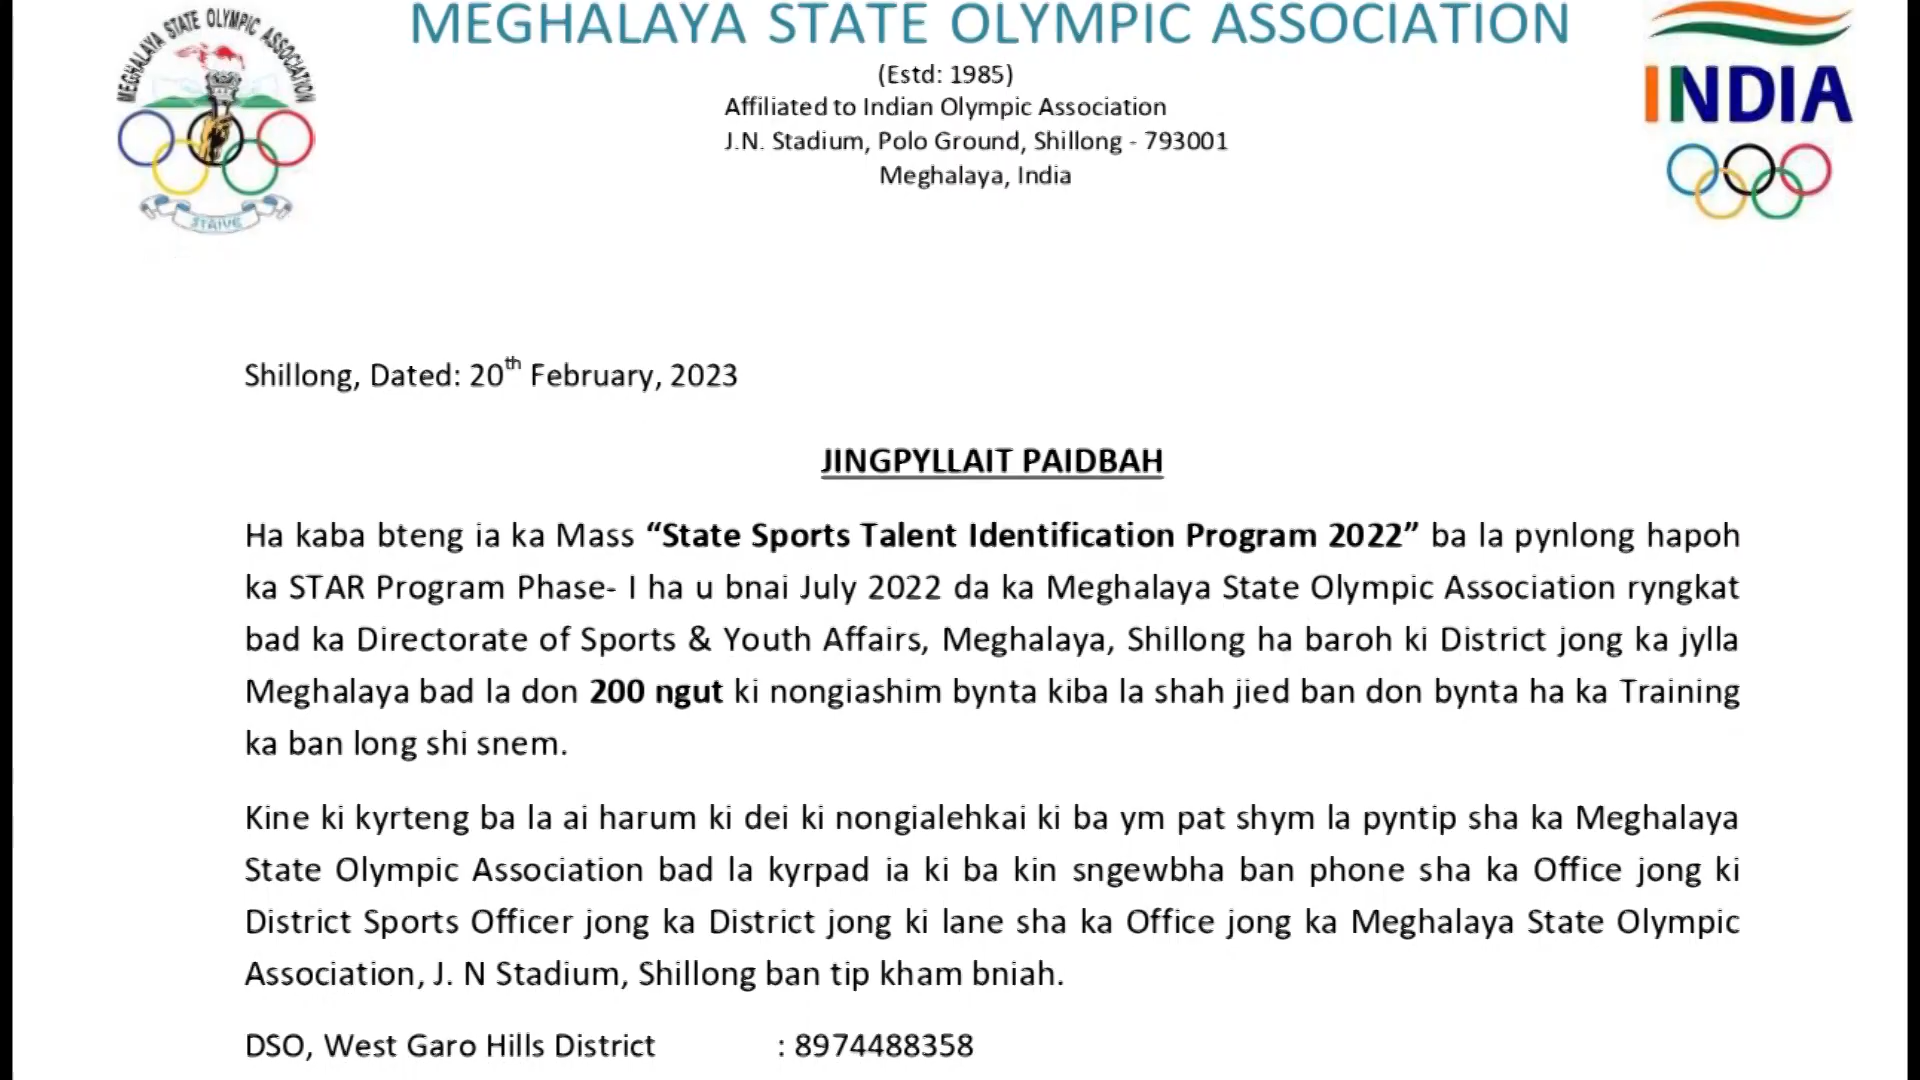 MEGHALAYA STATE OLYMPIC ASSOCIATION
MEGHALAYA STATE OLYMPIC ASSOCIATION
(Estd: 1985)
Affiliated to Indian Olympic Association
J.N. Stadium, Polo Ground, Shillong - 793001
Meghalaya, India
INDIA
Shillong, Dated: 20th February, 2023
JINGPYLLAIT PAIDBAH
Ha kaba bteng ia ka Mass “State Sports Talent Identification Program 2022” ba la pynlong hapoh
ka STAR Program Phase- I ha u bnai July 2022 da ka Meghalaya State Olympic Association ryngkat
bad ka Directorate of Sports & Youth Affairs, Meghalaya, Shillong ha baroh ki District jong ka jylla
Meghalaya bad la don 200 ngut ki nongiashim bynta kiba la shah jied ban don bynta ha ka Training
ka ban long shi snem.
Kine ki kyrteng ba la ai harum ki dei ki nongialehkai ki ba ym pat shym la pyntip sha ka Meghalaya
State Olympic Association bad la kyrpad ia ki ba kin sngewbha ban phone sha ka Office jong ki
District Sports Officer jong ka District jong ki lane sha ka Office jong ka Meghalaya State Olympic
Association, J. N Stadium, Shillong ban tip kham bniah.
DSO, West Garo Hills District : 8974488358